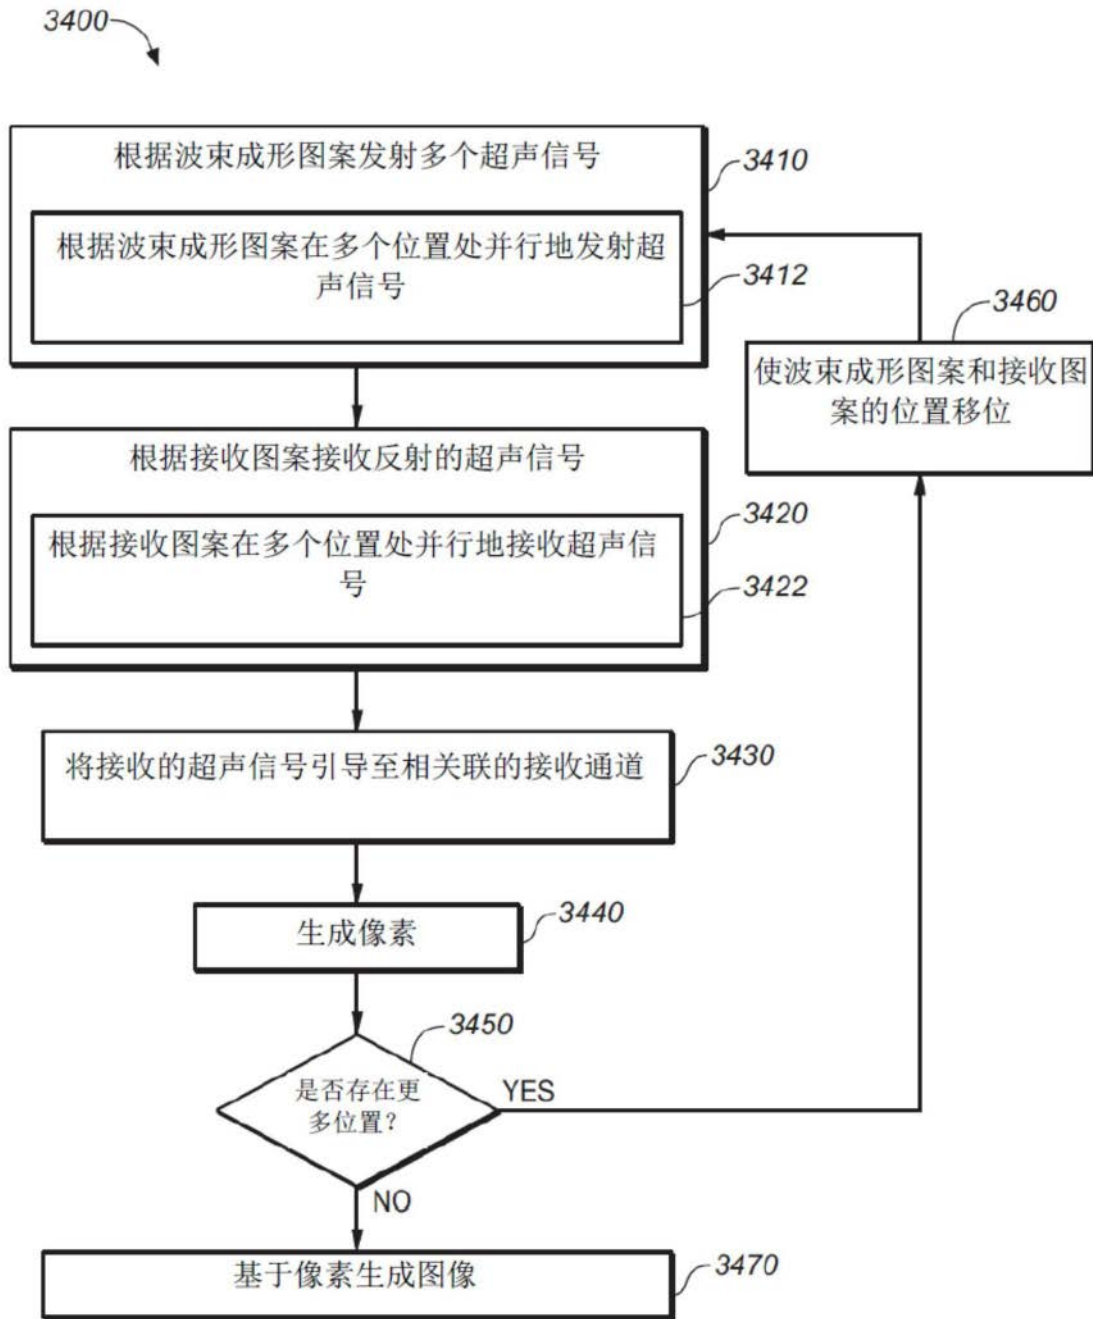 3400
根据波束成形图案发射多个超声信号
3410
根据波束成形图案在多个位置处并行地发射超
声信号
3412
3460
使波束成形图案和接收图
案的位置移位
根据接收图案接收反射的超声信号
3420
根据接收图案在多个位置处并行地接收超声信
号
3422
将接收的超声信号引导至相关联的接收通道
3430
生成像素
3440
3450
是否存在更
多位置?
YES
NO
基于像素生成图像
3470